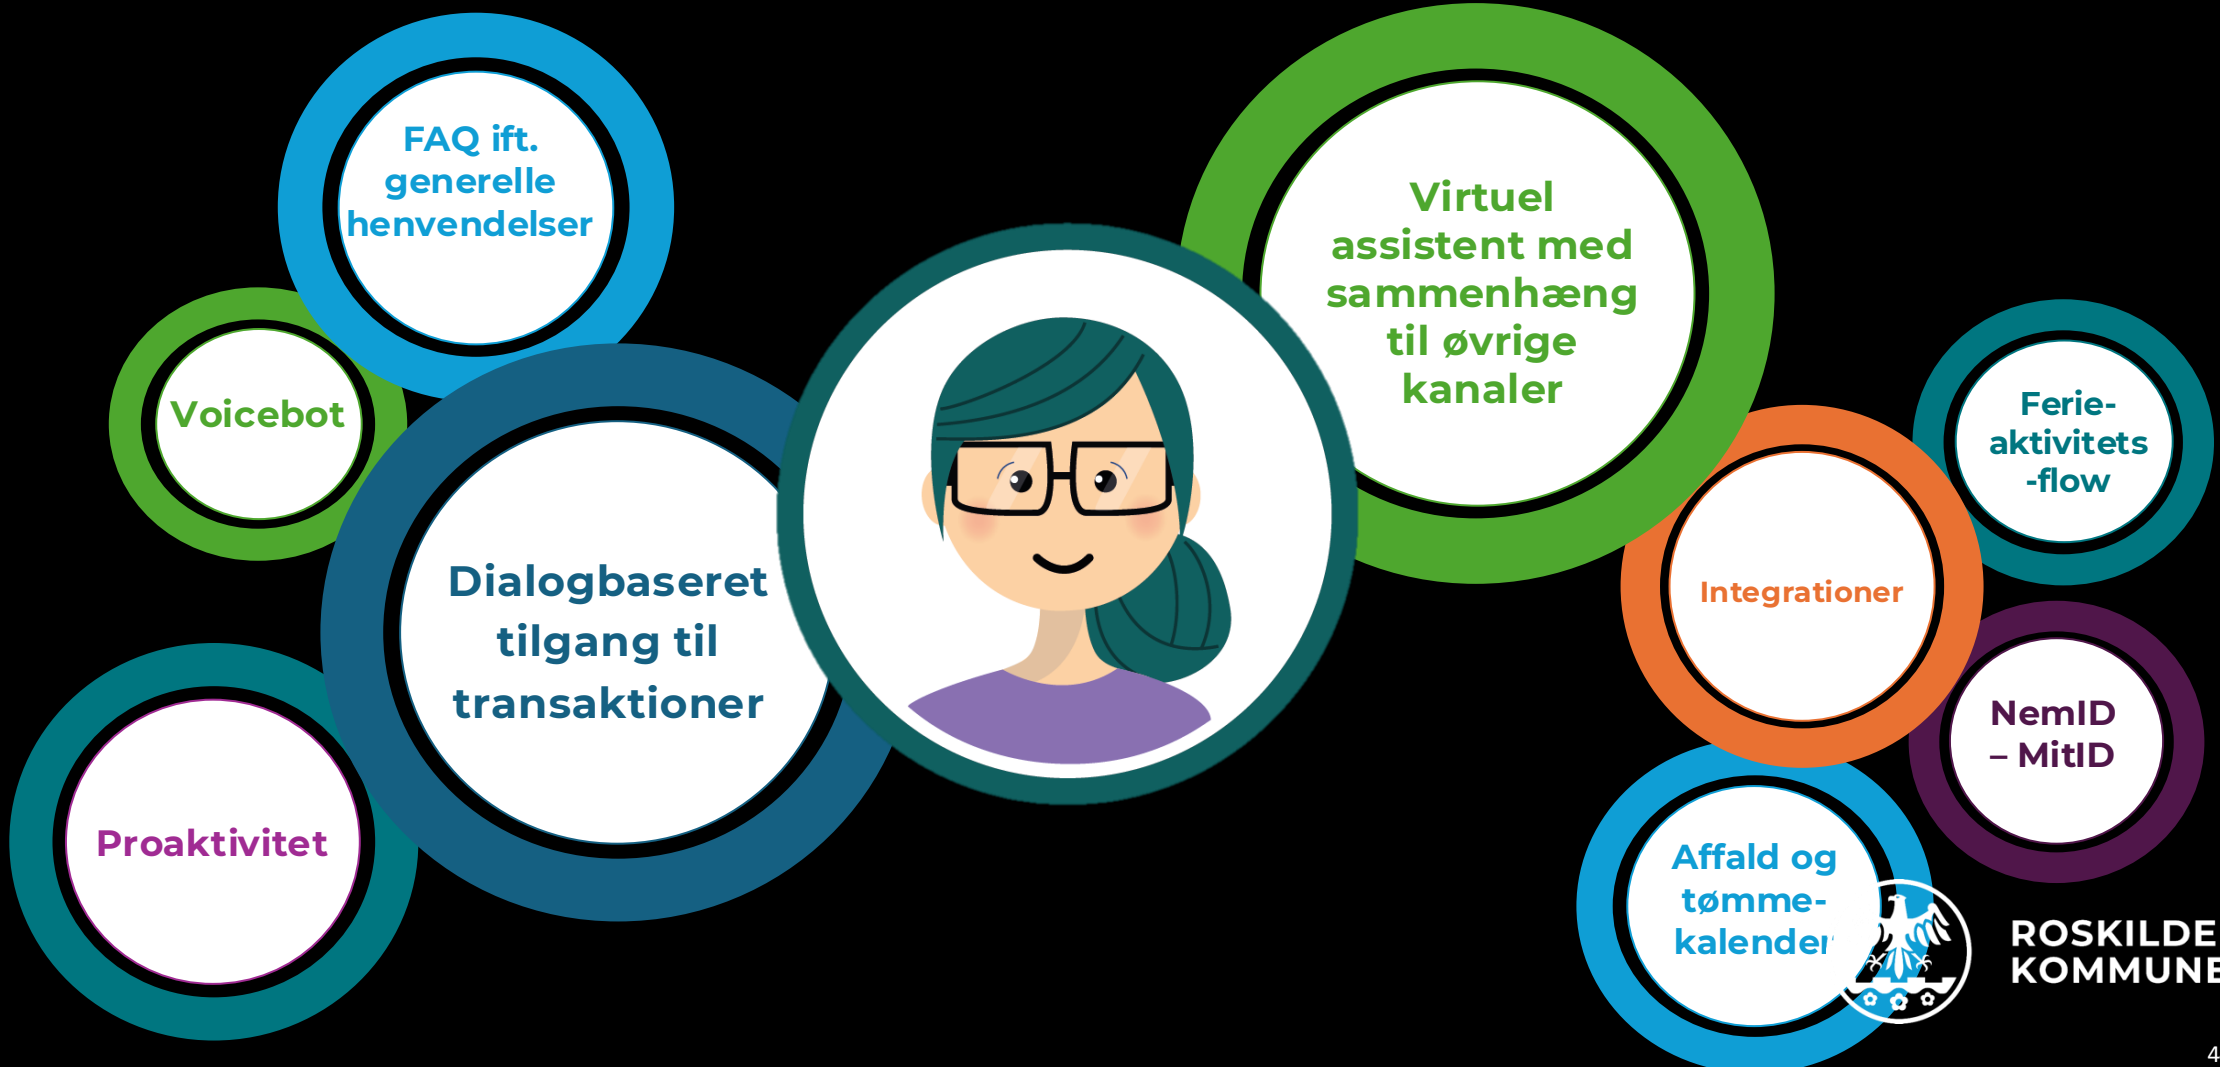 FAQ ift.
generelle
henvendelser
Voicebot
Dialogbaseret
tilgang til
transaktioner
Proaktivitet
Virtuel
assistent med
sammenhæng
til øvrige
kanaler
Integrationer
Ferie-
aktivitets
-flow
NemID
– MitID
Affald og
tømme-
kalender
ROSKILDE
KOMMUNE
4